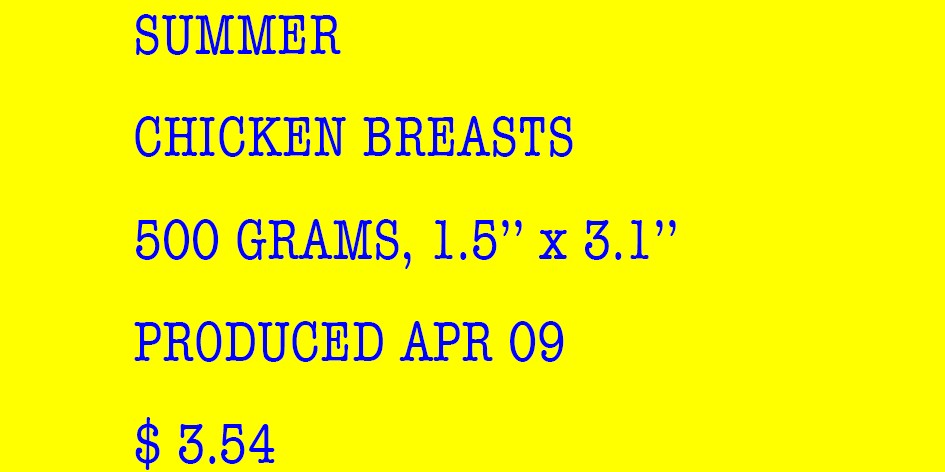 SUMMER
CHICKEN BREASTS
500 GRAMS, 1.5” x 3.1”
PRODUCED APR 09
$ 3.54